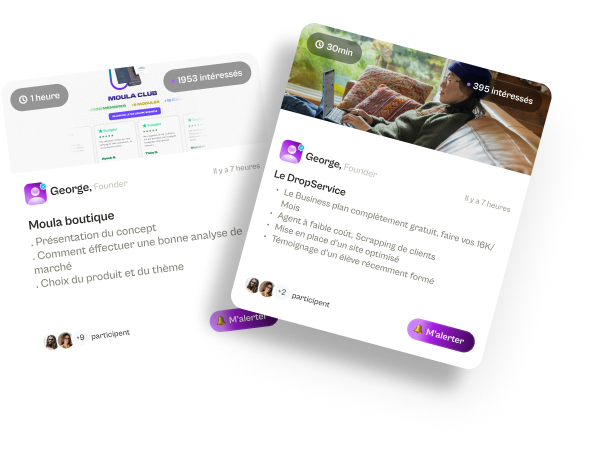 1 heure
1953 intéressés
MOULA CLUB
George, Founder
Il y a 7 heures
Moula boutique
. Présentation du concept
. Comment éffectuer une bonne analyse de
marché
. Choix du produit et du thème
+9 participent
M'alerter
30min
395 intéressés
George, Founder
Il y a 7 heures
Le DropService
• Le Business plan complètement gratuit, faire vos 16K/
Mois
• Agent à faible coût, Scrapping de clients
• Mise en place d'un site optimisé
• Témoignage d'un élève récemment formé
+2 participent
M'alerter